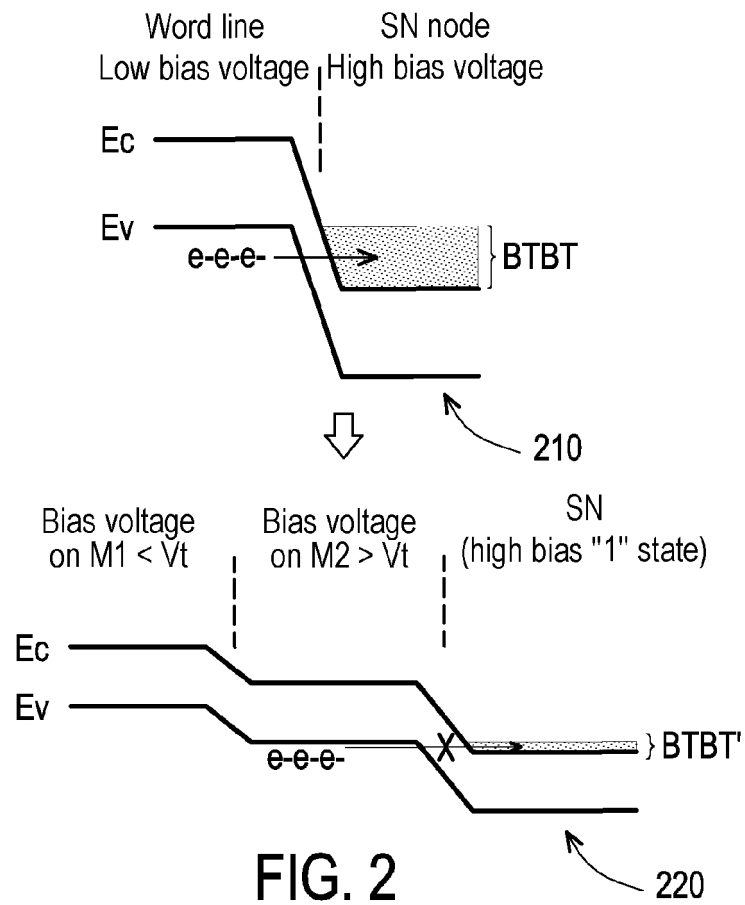 Word line
Low bias voltage
SN node
High bias voltage
Ec
Ev
e-e-e-
BTBT
210
Bias voltage
on M1 < Vt
Bias voltage
on M2 > Vt
SN
(high bias "1" state)
Ec
Ev
e-e-e-
X
BTBT'
220
FIG. 2